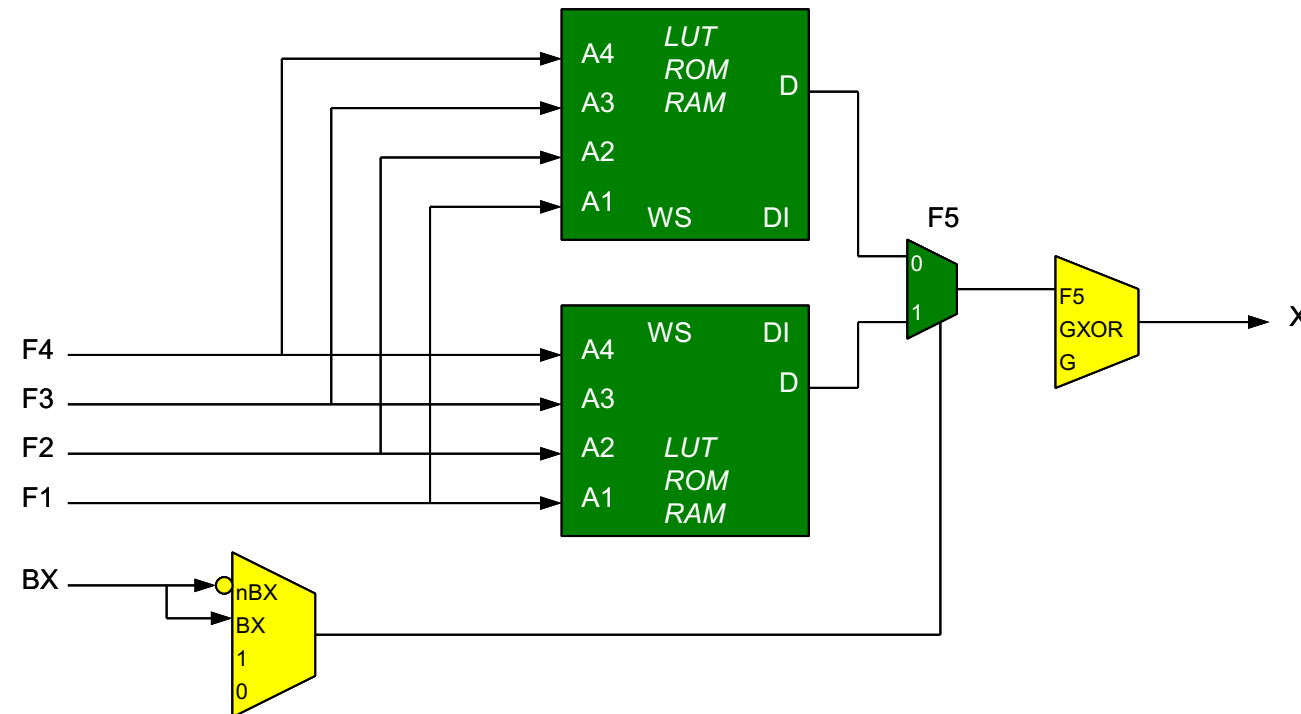 A4
A3
A2
A1
LUT
ROM
RAM
D
WS
DI
F5
0
1
F5
GXOR
G
X
F4
F3
F2
F1
A4
A3
A2
A1
WS
DI
D
LUT
ROM
RAM
BX
nBX
BX
1
0